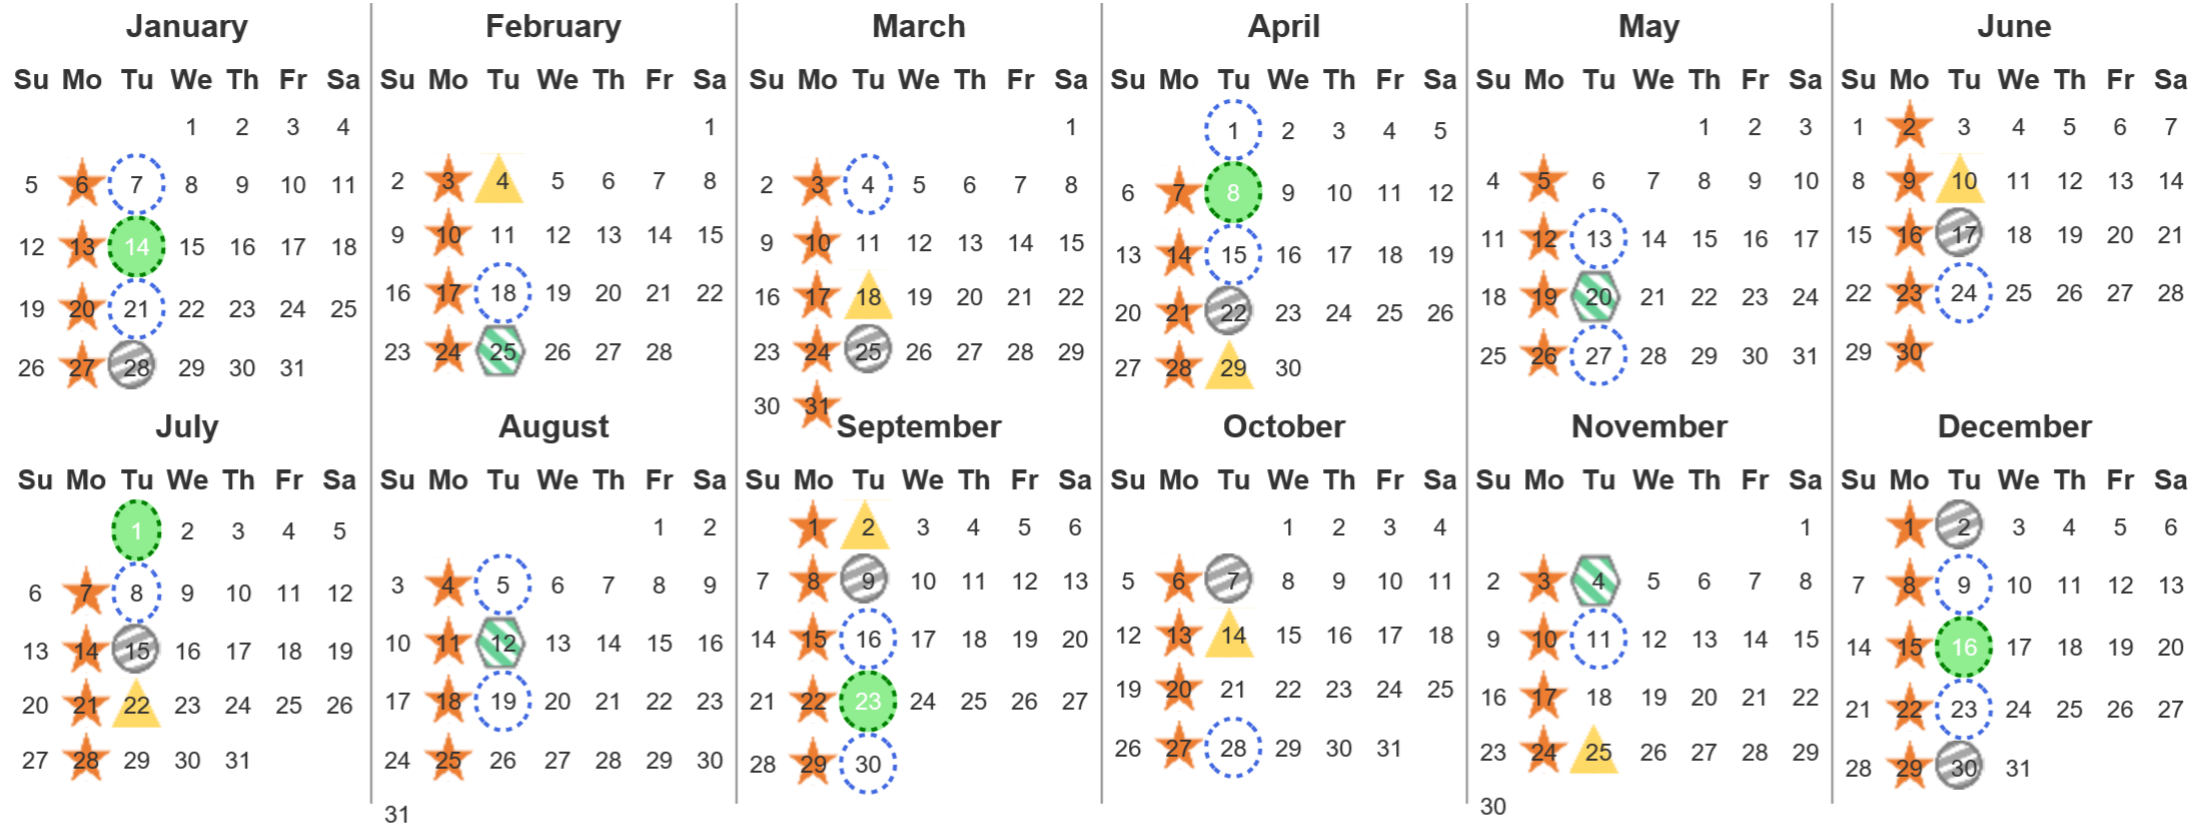 January
Su Mo Tu We Th Fr Sa
1 2 3 4
5 6 7 8 9 10 11
12 13 14 15 16 17 18
19 20 21 22 23 24 25
26 27 28 29 30 31
February
Su Mo Tu We Th Fr Sa
1
2 3 4 5 6 7 8
9 10 11 12 13 14 15
16 17 18 19 20 21 22
23 24 25 26 27 28
March
Su Mo Tu We Th Fr Sa
1
2 3 4 5 6 7 8
9 10 11 12 13 14 15
16 17 18 19 20 21 22
23 24 25 26 27 28 29
30 31
April
Su Mo Tu We Th Fr Sa
1 2 3 4 5
6 7 8 9 10 11 12
13 14 15 16 17 18 19
20 21 22 23 24 25 26
27 28 29 30
May
Su Mo Tu We Th Fr Sa
1 2 3
4 5 6 7 8 9 10
11 12 13 14 15 16 17
18 19 20 21 22 23 24
25 26 27 28 29 30 31
June
Su Mo Tu We Th Fr Sa
1 2 3 4 5 6 7
8 9 10 11 12 13 14
15 16 17 18 19 20 21
22 23 24 25 26 27 28
29 30
July
Su Mo Tu We Th Fr Sa
1 2 3 4 5
6 7 8 9 10 11 12
13 14 15 16 17 18 19
20 21 22 23 24 25 26
27 28 29 30 31
August
Su Mo Tu We Th Fr Sa
1 2
3 4 5 6 7 8 9
10 11 12 13 14 15 16
17 18 19 20 21 22 23
24 25 26 27 28 29 30
31
September
Su Mo Tu We Th Fr Sa
1 2 3 4 5 6
7 8 9 10 11 12 13
14 15 16 17 18 19 20
21 22 23 24 25 26 27
28 29 30
October
Su Mo Tu We Th Fr Sa
1 2 3 4
5 6 7 8 9 10 11
12 13 14 15 16 17 18
19 20 21 22 23 24 25
26 27 28 29 30 31
November
Su Mo Tu We Th Fr Sa
1
2 3 4 5 6 7 8
9 10 11 12 13 14 15
16 17 18 19 20 21 22
23 24 25 26 27 28 29
30
December
Su Mo Tu We Th Fr Sa
1 2 3 4 5 6
7 8 9 10 11 12 13
14 15 16 17 18 19 20
21 22 23 24 25 26 27
28 29 30 31